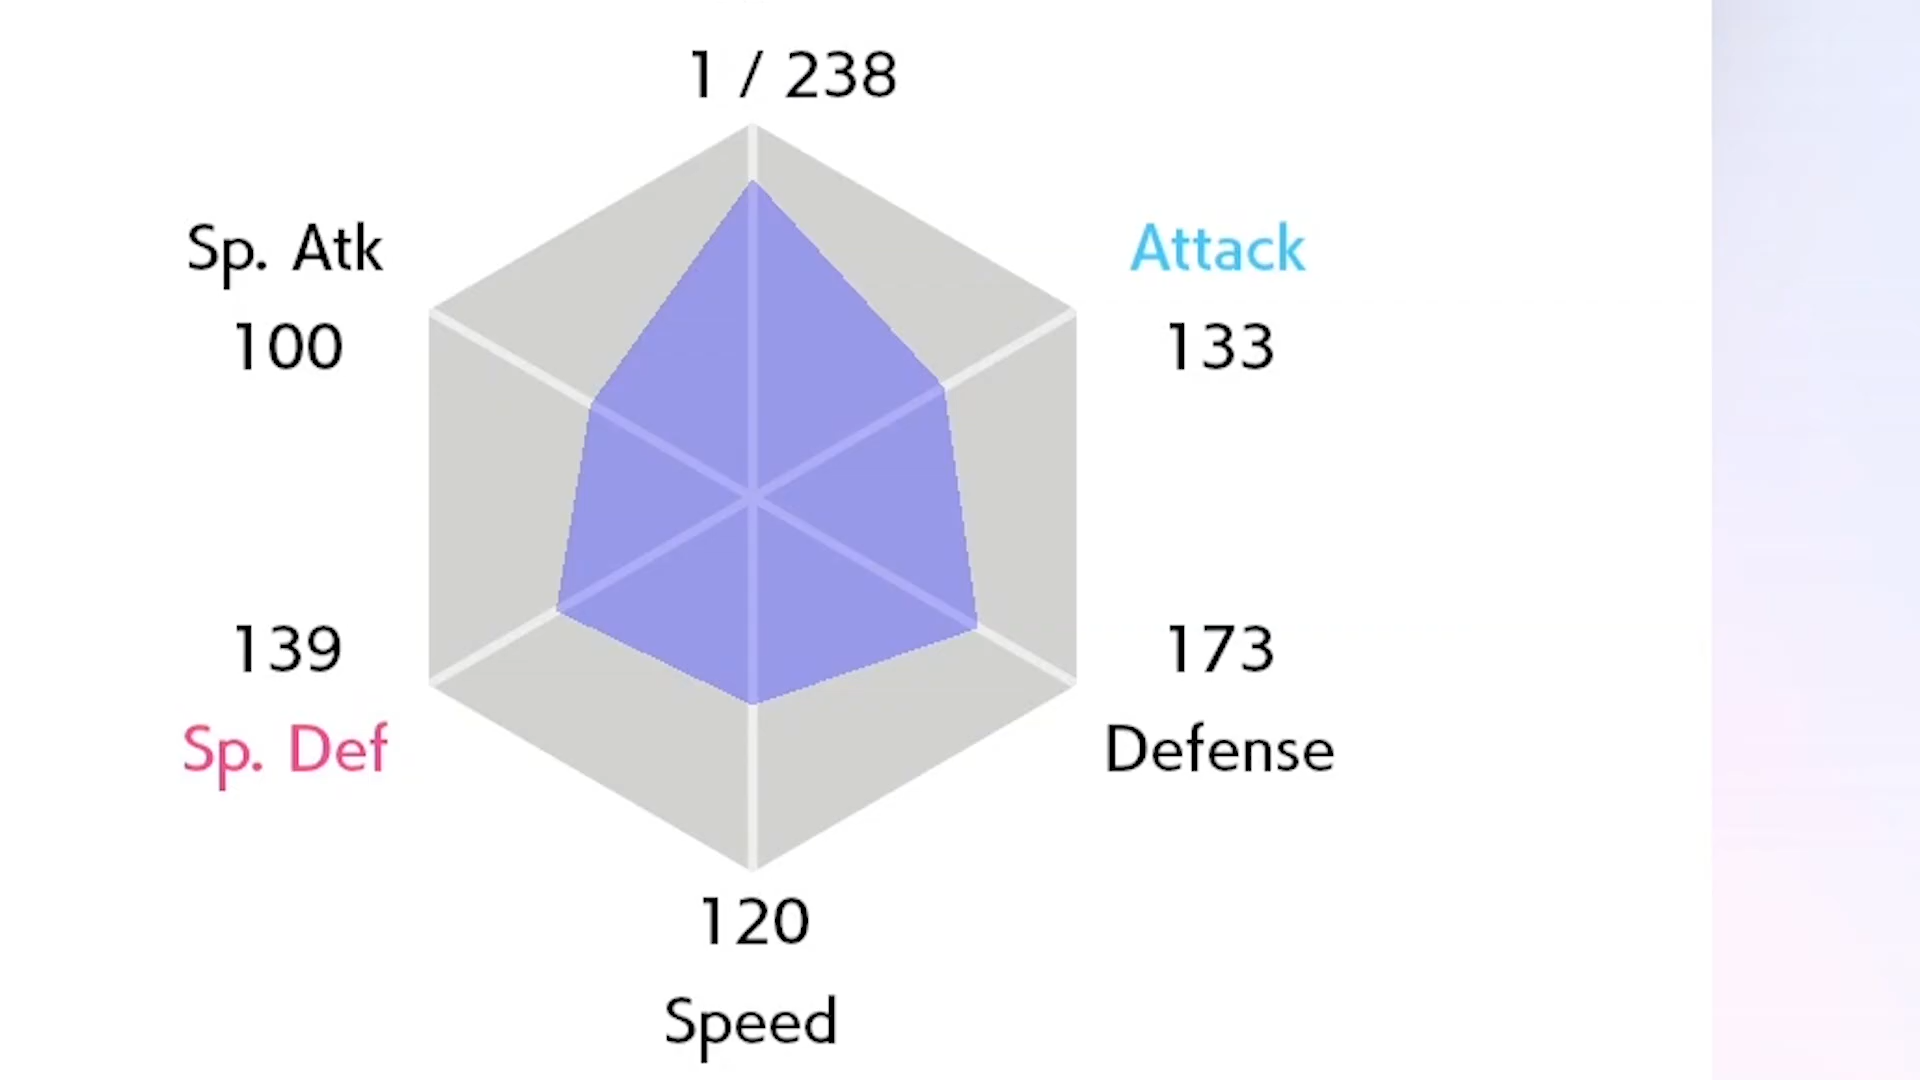 1 / 238
Sp. Atk
100
Attack
133
139
Sp. Def
173
Defense
120
Speed